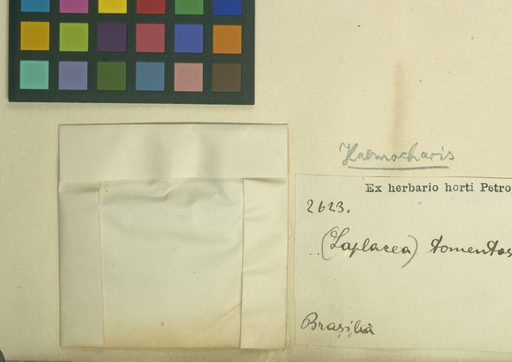 Haemocharis
Ex herbario horti Petro
2623.
(Laplacea) tomentos
Brasilia